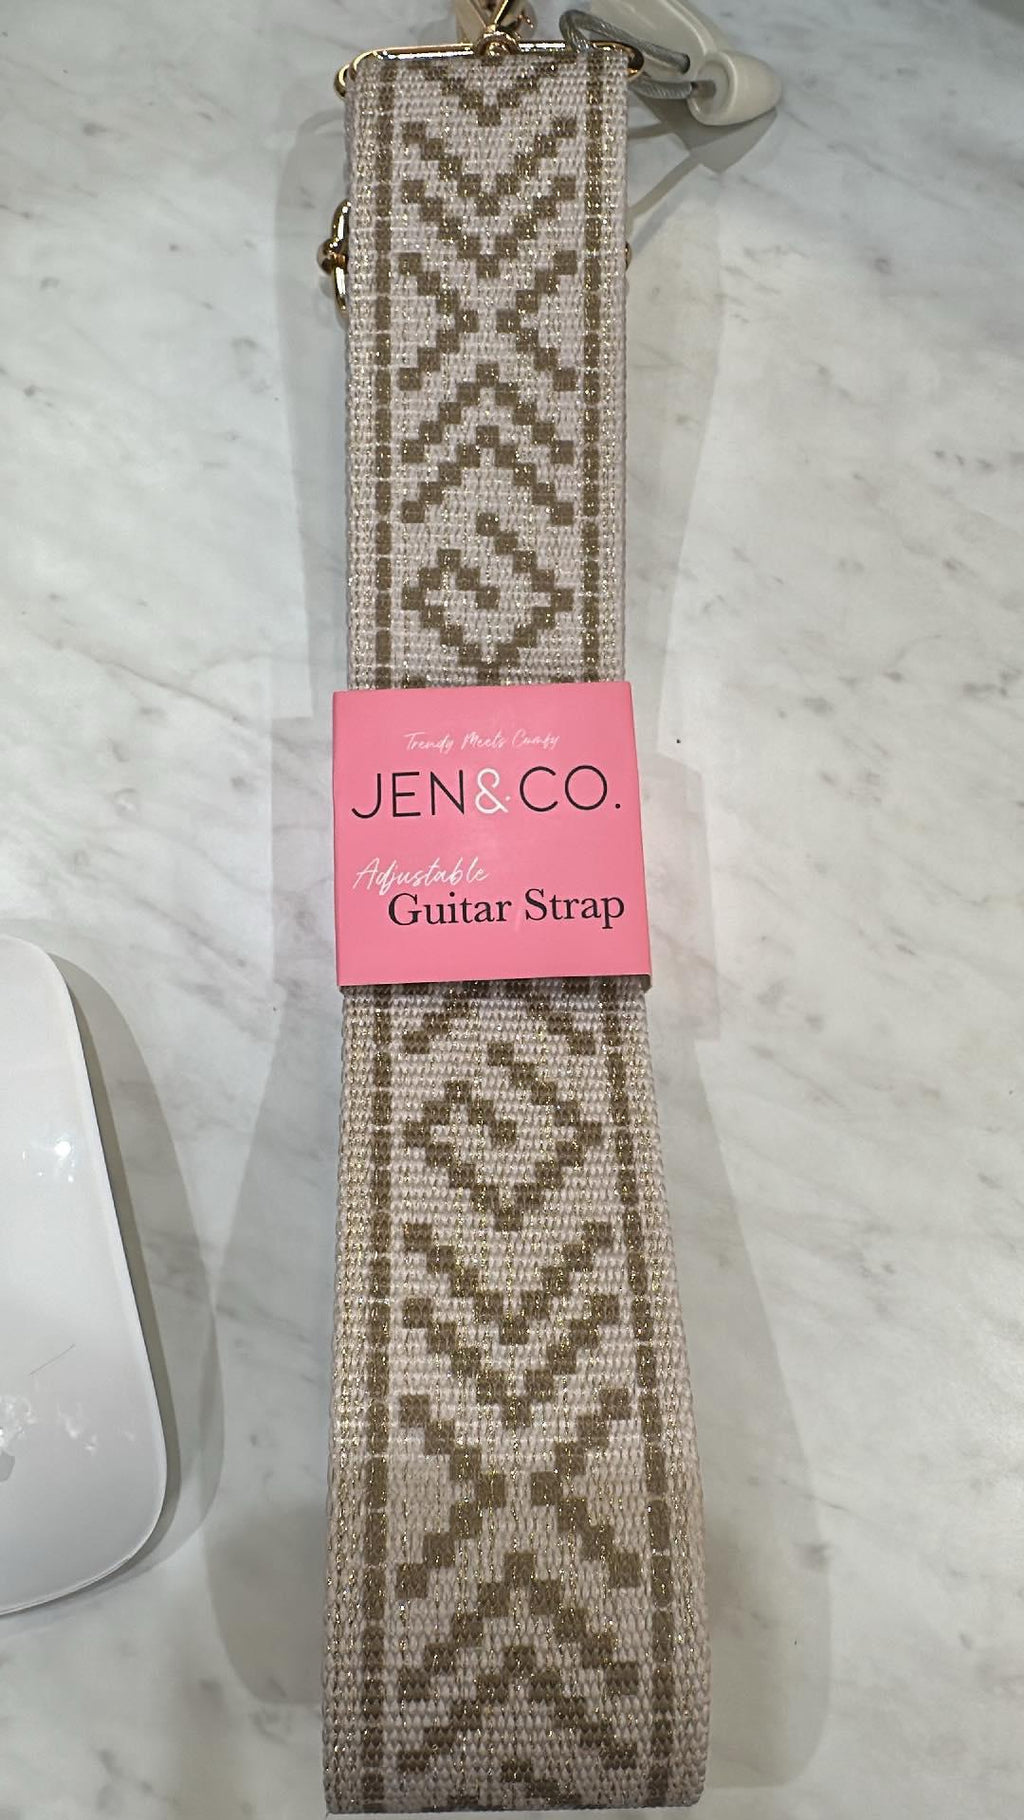 Trendy Meets Comfy
JEN&CO.
Adjustable
Guitar Strap